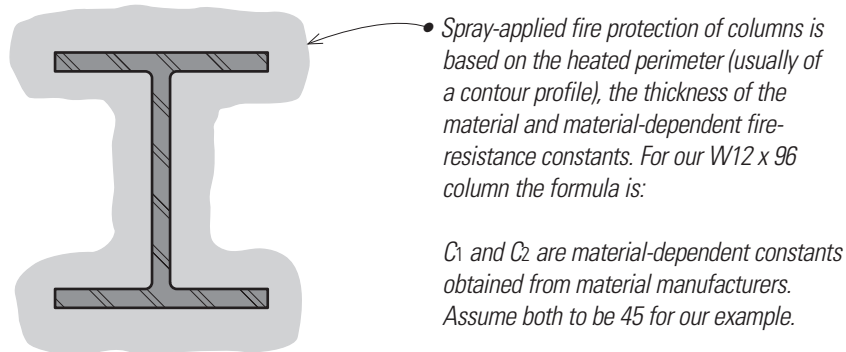 • Spray-applied fire protection of columns is
based on the heated perimeter (usually of
a contour profile), the thickness of the
material and material-dependent fire-
resistance constants. For our W12 x 96
column the formula is:
C1 and C2 are material-dependent constants
obtained from material manufacturers.
Assume both to be 45 for our example.